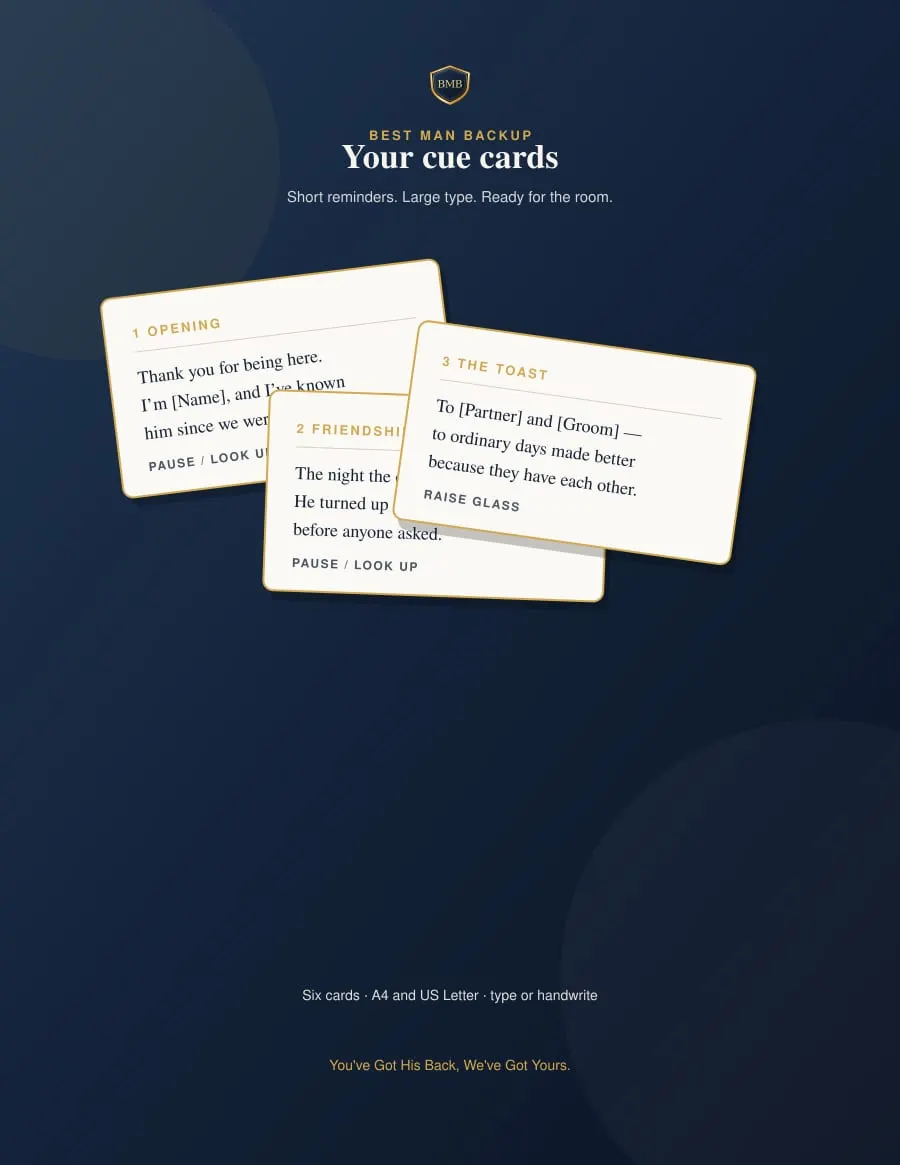 BMB
BEST MAN BACKUP
Your cue cards
Short reminders. Large type. Ready for the room.
1 OPENING
Thank you for being here.
I’m [Name], and I’ve known
him since we
PAUSE / LOOK
2
The night the
He turned up
before anyone asked.
PAUSE / LOOK UP
3 THE TOAST
To [Partner] and [Groom] —
to ordinary days made better
because they have each other.
RAISE GLASS
Six cards · A4 and US Letter · type or handwrite
You've Got His Back, We've Got Yours.